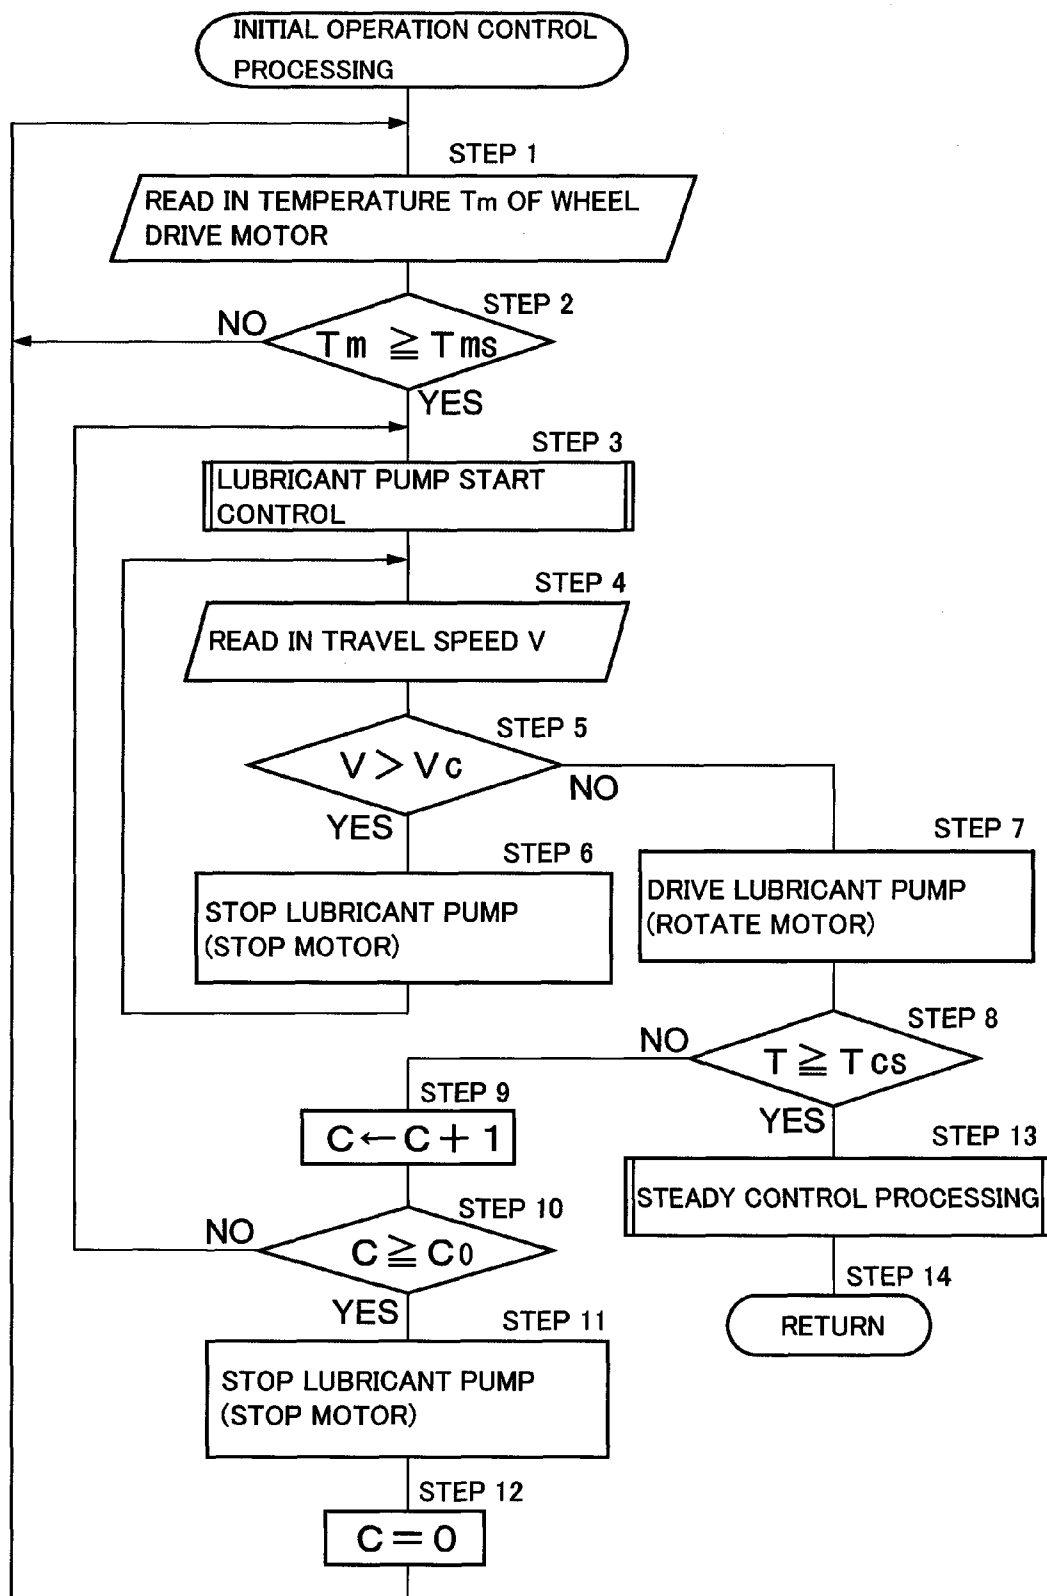 INITIAL OPERATION CONTROL
PROCESSING
STEP 1
READ IN TEMPERATURE Tm OF WHEEL
DRIVE MOTOR
STEP 2
NO
Tm ≧ Tms
YES
STEP 3
LUBRICANT PUMP START
CONTROL
STEP 4
READ IN TRAVEL SPEED V
STEP 5
V > Vc
NO
YES
STEP 6
STOP LUBRICANT PUMP
(STOP MOTOR)
STEP 7
DRIVE LUBRICANT PUMP
(ROTATE MOTOR)
STEP 8
NO
T ≧ Tcs
YES
STEP 9
C ← C + 1
STEP 10
NO
C ≧ C0
YES
STEP 11
STOP LUBRICANT PUMP
(STOP MOTOR)
STEP 12
C = 0
STEP 13
STEADY CONTROL PROCESSING
STEP 14
RETURN